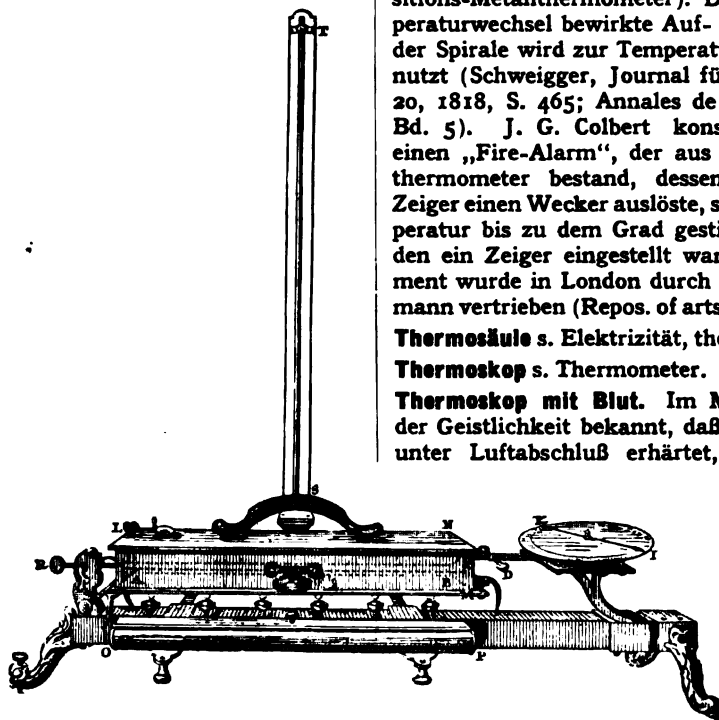 sitions-Metallthermometer). D
peraturwechsel bewirkte Auf-
der Spirale wird zur Temperat
nutzt (Schweigger, Journal fü
20, 1818, S. 465; Annales de
Bd. 5). J. G. Colbert kons
einen „Fire-Alarm“, der aus
thermometer bestand, dessen
Zeiger einen Wecker auslöste, s
peratur bis zu dem Grad gesti
den ein Zeiger eingestellt war
ment wurde in London durch
mann vertrieben (Repos. of arts
Thermosäule s. Elektrizität, the
Thermoskop s. Thermometer.
Thermoskop mit Blut. Im M
der Geistlichkeit bekannt, daß
unter Luftabschluß erhärtet,
T
S
L
N
K
I
R
D
B
M
O
P